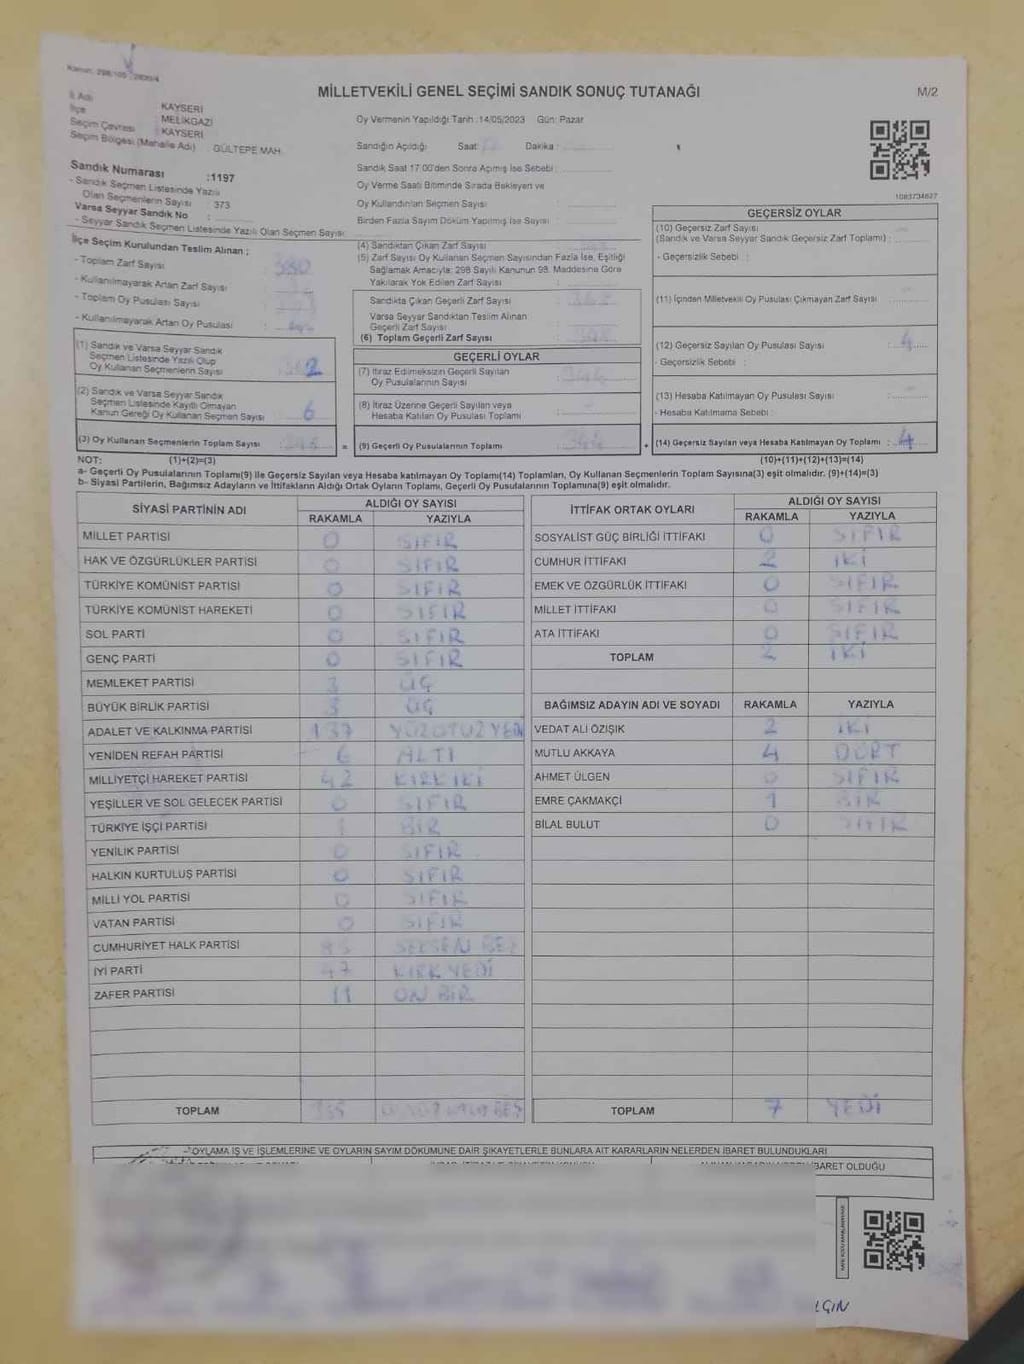 Kanun: 298/105
MİLLETVEKİLİ GENEL SEÇİMİ SANDIK SONUÇ TUTANAĞI
M/2
İl Adı KAYSERİ
İlçe MELİKGAZİ
Seçim Çevresi KAYSERİ
Seçim Bölgesi (Mahalle Adı) GÜLTEPE MAH.
Sandık Numarası :1197
- Sandık Seçmen Listesinde Yazılı
Olan Seçmenlerin Sayısı 373
Varsa Seyyar Sandık No :
- Seyyar Sandık Seçmen Listesinde Yazılı Olan Seçmen Sayısı:
Oy Vermenin Yapıldığı Tarih :14/05/2023 Gün: Pazar
Sandığın Açıldığı Saat: Dakika :
Sandık Saat 17.00'den Sonra Açılmış İse Sebebi :
Oy Verme Saati Bitiminde Sırada Bekleyen ve
Oy Kullandırılan Seçmen Sayısı :
Birden Fazla Sayım Döküm Yapılmış İse Sayısı :
1083734627
İlçe Seçim Kurulundan Teslim Alınan ;
- Toplam Zarf Sayısı : 380
- Kullanılmayarak Artan Zarf Sayısı :
- Toplam Oy Pusulası Sayısı :
- Kullanılmayarak Artan Oy Pusulası :
(1) Sandık ve Varsa Seyyar Sandık
Seçmen Listesinde Yazılı Olup
Oy Kullanan Seçmenlerin Sayısı :
(2) Sandık ve Varsa Seyyar Sandık
Seçmen Listesinde Kayıtlı Olmayan
Kanun Gereği Oy Kullanan Seçmen Sayısı : 6
(3) Oy Kullanan Seçmenlerin Toplam Sayısı :
(4) Sandıktan Çıkan Zarf Sayısı :
(5) Zarf Sayısı Oy Kullanan Seçmen Sayısından Fazla İse, Eşitliği
Sağlamak Amacıyla; 298 Sayılı Kanunun 98. Maddesine Göre
Yakılarak Yok Edilen Zarf Sayısı :
Sandıkta Çıkan Geçerli Zarf Sayısı :
Varsa Seyyar Sandıktan Teslim Alınan
Geçerli Zarf Sayısı :
(6) Toplam Geçerli Zarf Sayısı :
GEÇERLİ OYLAR
(7) İtiraz Edilmeksizin Geçerli Sayılan
Oy Pusulalarının Sayısı : 344
(8) İtiraz Üzerine Geçerli Sayılan veya
Hesaba Katılan Oy Pusulası Toplamı : -
= (9) Geçerli Oy Pusulalarının Toplamı : 344
GEÇERSİZ OYLAR
(10) Geçersiz Zarf Sayısı
(Sandık ve Varsa Seyyar Sandık Geçersiz Zarf Toplamı) :
- Geçersizlik Sebebi :
(11) İçinden Milletvekili Oy Pusulası Çıkmayan Zarf Sayısı :
(12) Geçersiz Sayılan Oy Pusulası Sayısı : 4
- Geçersizlik Sebebi :
(13) Hesaba Katılmayan Oy Pusulası Sayısı :
- Hesaba Katılmama Sebebi :
+ (14) Geçersiz Sayılan veya Hesaba Katılmayan Oy Toplamı : 4
NOT: (1)+(2)=(3) (10)+(11)+(12)+(13)=(14)
a- Geçerli Oy Pusulalarının Toplamı(9) ile Geçersiz Sayılan veya Hesaba katılmayan Oy Toplamı(14) Toplamları, Oy Kullanan Seçmenlerin Toplam Sayısına(3) eşit olmalıdır. (9)+(14)=(3)
b- Siyasi Partilerin, Bağımsız Adayların ve İttifakların Aldığı Ortak Oyların Toplamı, Geçerli Oy Pusulalarının Toplamına(9) eşit olmalıdır.
SİYASİ PARTİNİN ADI ALDIĞI OY SAYISI
RAKAMLA YAZIYLA
MİLLET PARTİSİ 0 SIFIR
HAK VE ÖZGÜRLÜKLER PARTİSİ 0 SIFIR
TÜRKİYE KOMÜNİST PARTİSİ 0 SIFIR
TÜRKİYE KOMÜNİST HAREKETİ 0 SIFIR
SOL PARTİ 0 SIFIR
GENÇ PARTİ 0 SIFIR
MEMLEKET PARTİSİ 3 ÜÇ
BÜYÜK BİRLİK PARTİSİ 3 ÜÇ
ADALET VE KALKINMA PARTİSİ 137 YÜZOTUZ YEDİ
YENİDEN REFAH PARTİSİ 6 ALTI
MİLLİYETÇİ HAREKET PARTİSİ 42 KIRK İKİ
YEŞİLLER VE SOL GELECEK PARTİSİ 0 SIFIR
TÜRKİYE İŞÇİ PARTİSİ 1 BİR
YENİLİK PARTİSİ 0 SIFIR
HALKIN KURTULUŞ PARTİSİ 0 SIFIR
MİLLİ YOL PARTİSİ 0 SIFIR
VATAN PARTİSİ 0 SIFIR
CUMHURİYET HALK PARTİSİ 85 SEKSEN BEŞ
İYİ PARTİ 47 KIRK YEDİ
ZAFER PARTİSİ 11 ON BİR
TOPLAM 335
İTTİFAK ORTAK OYLARI ALDIĞI OY SAYISI
RAKAMLA YAZIYLA
SOSYALİST GÜÇ BİRLİĞİ İTTİFAKI 0 SIFIR
CUMHUR İTTİFAKI 2 İKİ
EMEK VE ÖZGÜRLÜK İTTİFAKI 0 SIFIR
MİLLET İTTİFAKI 0 SIFIR
ATA İTTİFAKI 0 SIFIR
TOPLAM 2 İKİ
BAĞIMSIZ ADAYIN ADI VE SOYADI RAKAMLA YAZIYLA
VEDAT ALİ ÖZIŞIK 2 İKİ
MUTLU AKKAYA 4 DÖRT
AHMET ÜLGEN 0 SIFIR
EMRE ÇAKMAKÇİ 1 BİR
BİLAL BULUT 0 SIFIR
TOPLAM 7 YEDİ
- OYLAMA İŞ VE İŞLEMLERİNE VE OYLARIN SAYIM DÖKÜMÜNE DAİR ŞİKAYETLERLE BUNLARA AİT KARARLARIN NELERDEN İBARET BULUNDUKLARI
BARET OLDUĞU